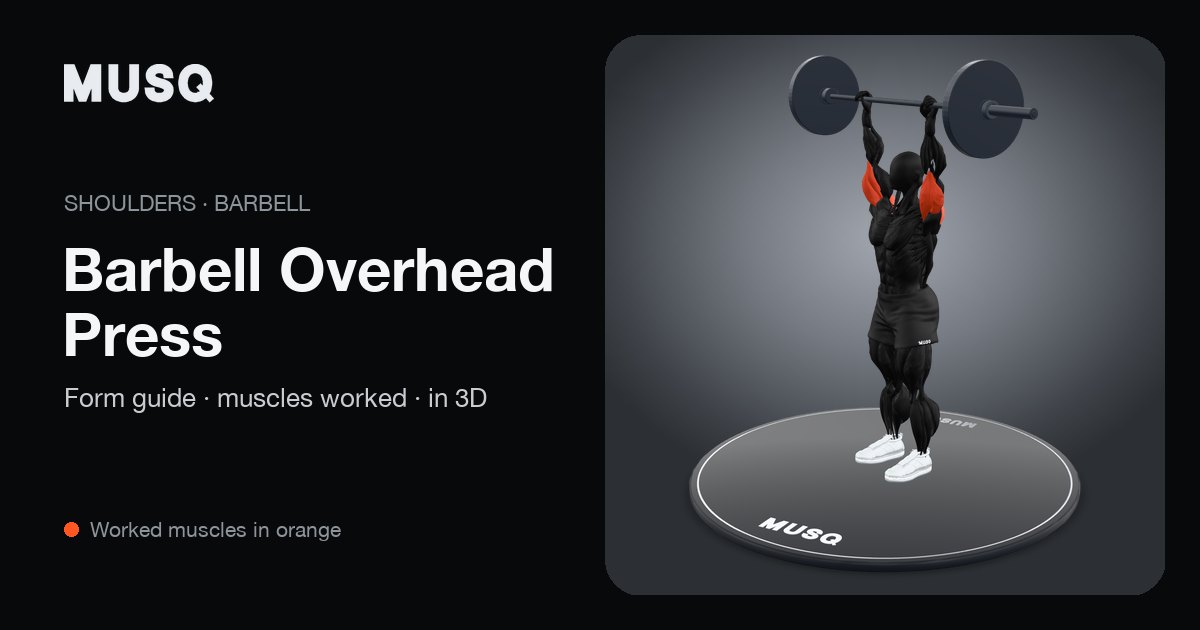 MUSQ
SHOULDERS · BARBELL
Barbell Overhead
Press
Form guide · muscles worked · in 3D
Worked muscles in orange
MUSQ
MUSQ
MUSQ